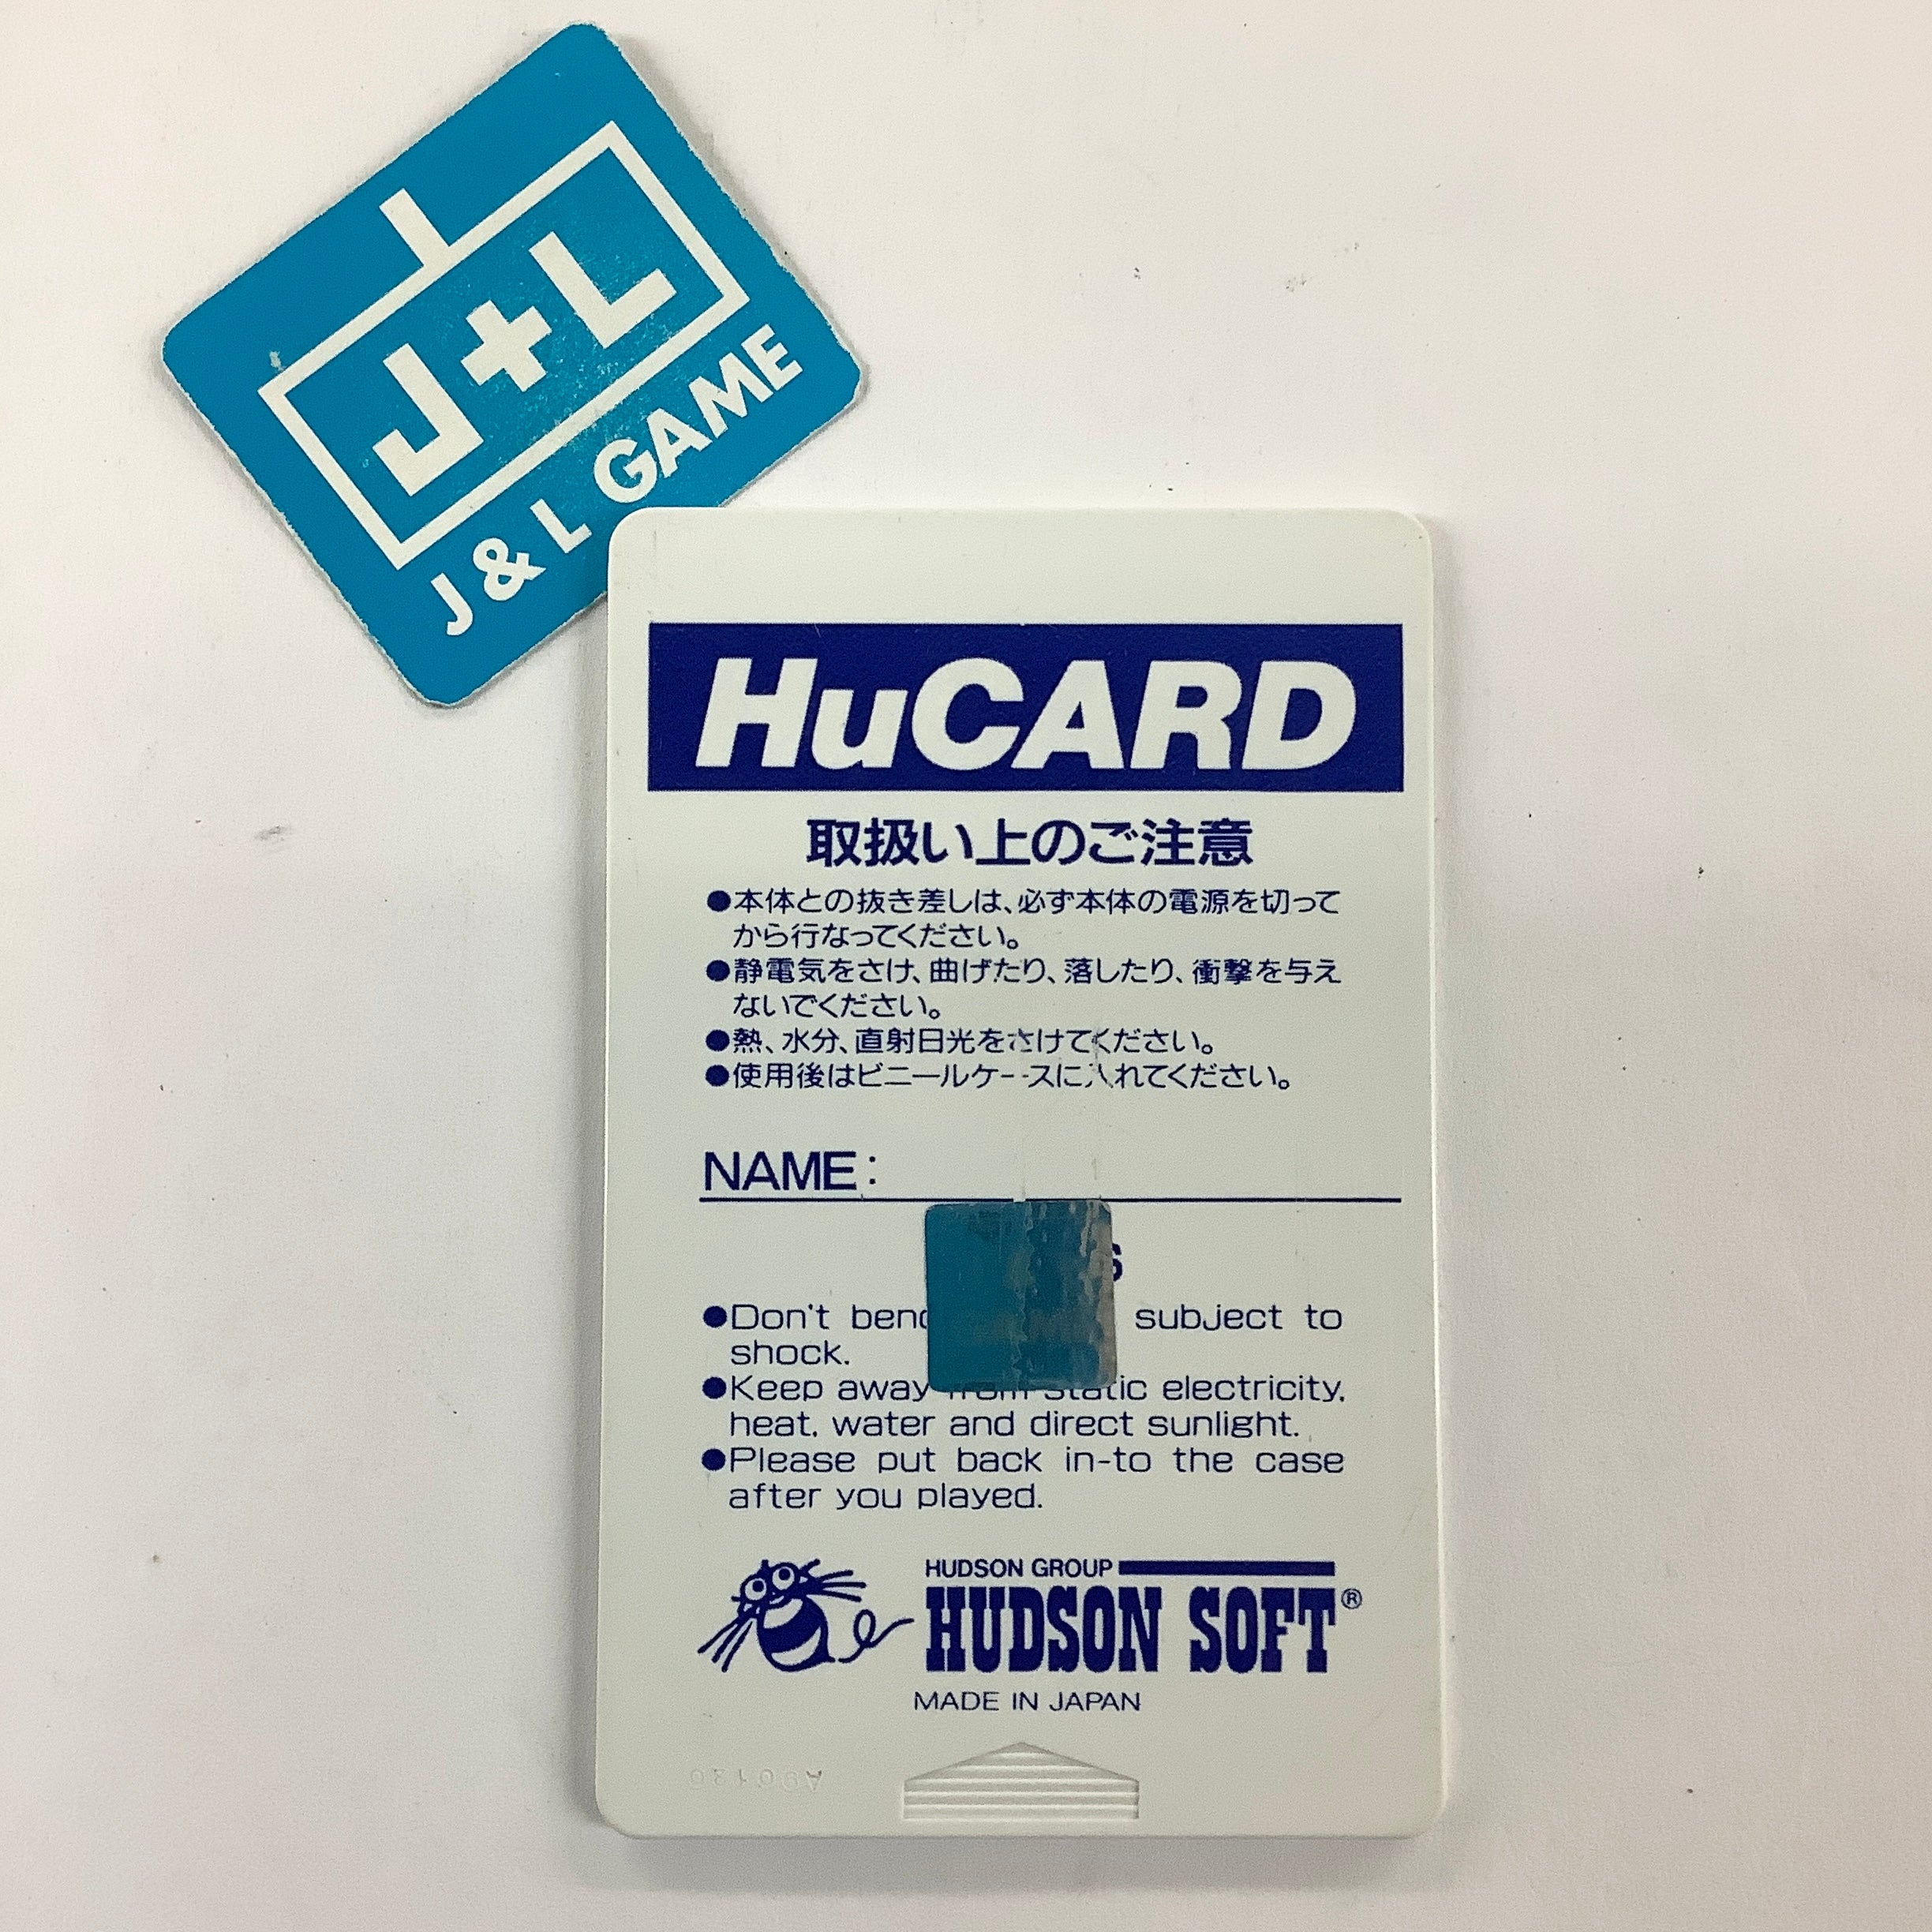 J+L
J & L GAME
HuCARD
取扱い上のご注意
●本体との抜き差しは、必ず本体の電源を切って
から行なってください。
●静電気をさけ、曲げたり、落したり、衝撃を与え
ないでください。
●熱、水分、直射日光をさけてください。
●使用後はビニールケースに入れてください。
NAME:
●Don't bend subject to
shock.
●Keep away from static electricity,
heat, water and direct sunlight.
●Please put back in-to the case
after you played.
HUDSON GROUP
HUDSON SOFT®
MADE IN JAPAN